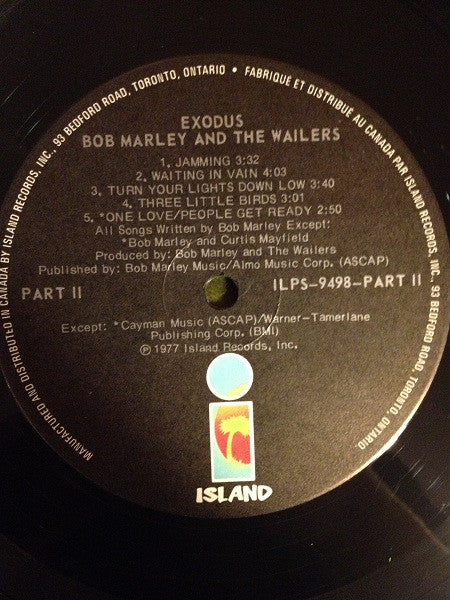 MANUFACTURED AND DISTRIBUTED IN CANADA BY ISLAND RECORDS, INC., 93 BEDFORD ROAD, TORONTO, ONTARIO • FABRIQUÉ ET DISTRIBUÉ AU CANADA PAR ISLAND RECORDS, INC., 93 BEDFORD ROAD, TORONTO, ONTARIO
EXODUS
BOB MARLEY AND THE WAILERS
1. JAMMING 3:32
2. WAITING IN VAIN 4:03
3. TURN YOUR LIGHTS DOWN LOW 3:40
4. THREE LITTLE BIRDS 3:01
5. *ONE LOVE/PEOPLE GET READY 2:50
All Songs Written by Bob Marley Except:
*Bob Marley and Curtis Mayfield
Produced by: Bob Marley and The Wailers
Published by: Bob Marley Music/Almo Music Corp. (ASCAP)
PART II
ILPS-9498-PART II
Except: *Cayman Music (ASCAP)/Warner-Tamerlane
Publishing Corp. (BMI)
Ⓟ 1977 Island Records, Inc.
ISLAND